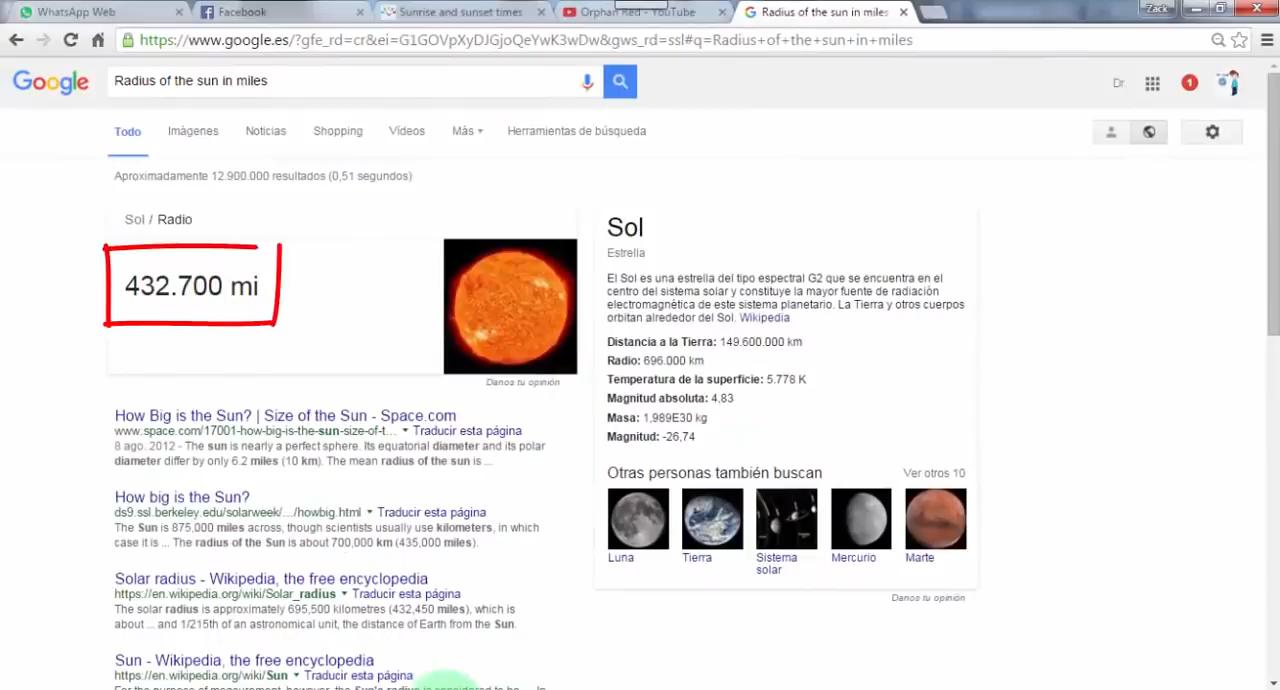 WhatsApp Web
Facebook
Sunrise and sunset times
Orphan Red - YouTube
Radius of the sun in miles
Zack
https://www.google.es/?gfe_rd=cr&ei=G1GOVpXyDJGjoQeYwK3wDw&gws_rd=ssl#q=Radius+of+the+sun+in+miles
Google
Radius of the sun in miles
Dr
1
Todo
Imágenes
Noticias
Shopping
Vídeos
Más
Herramientas de búsqueda
Aproximadamente 12.900.000 resultados (0,51 segundos)
Sol / Radio
432.700 mi
Danos tu opinión
How Big is the Sun? | Size of the Sun - Space.com
www.space.com/17001-how-big-is-the-sun-size-of-t... Traducir esta página
8 ago. 2012 - The sun is nearly a perfect sphere. Its equatorial diameter and its polar
diameter differ by only 6.2 miles (10 km). The mean radius of the sun is ...
How big is the Sun?
ds9.ssl.berkeley.edu/solarweek/.../howbig.html Traducir esta página
The Sun is 875,000 miles across, though scientists usually use kilometers, in which
case it is ... The radius of the Sun is about 700,000 km (435,000 miles).
Solar radius - Wikipedia, the free encyclopedia
https://en.wikipedia.org/wiki/Solar_radius Traducir esta página
The solar radius is approximately 695,500 kilometres (432,450 miles), which is
about ... and 1/215th of an astronomical unit, the distance of Earth from the Sun.
Sun - Wikipedia, the free encyclopedia
https://en.wikipedia.org/wiki/Sun Traducir esta página
Sol
Estrella
El Sol es una estrella del tipo espectral G2 que se encuentra en el
centro del sistema solar y constituye la mayor fuente de radiación
electromagnética de este sistema planetario. La Tierra y otros cuerpos
orbitan alrededor del Sol. Wikipedia
Distancia a la Tierra: 149.600.000 km
Radio: 696.000 km
Temperatura de la superficie: 5.778 K
Magnitud absoluta: 4,83
Masa: 1,989E30 kg
Magnitud: -26,74
Otras personas también buscan
Ver otros 10
Luna
Tierra
Sistema
solar
Mercurio
Marte
Danos tu opinión